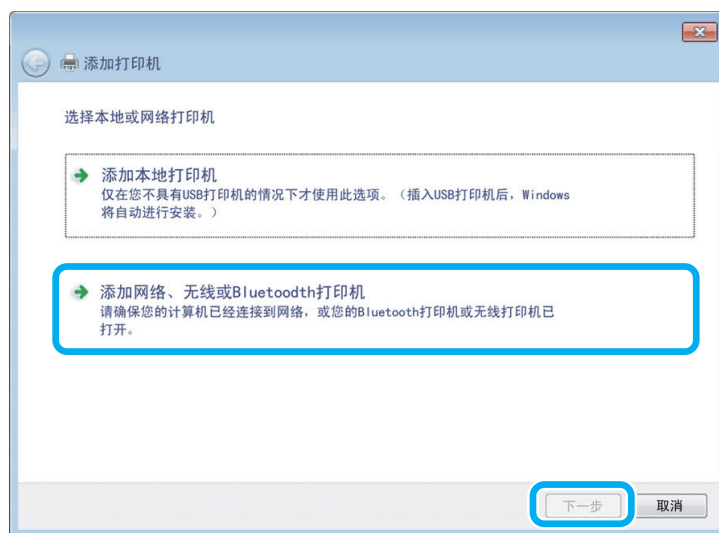 添加打印机
选择本地或网络打印机
添加本地打印机
仅在您不具有USB打印机的情况下才使用此选项。（插入USB打印机后，Windows
将自动进行安装。）
添加网络、无线或Bluetoodth打印机
请确保您的计算机已经连接到网络，或您的Bluetooth打印机或无线打印机已
打开。
下一步
取消